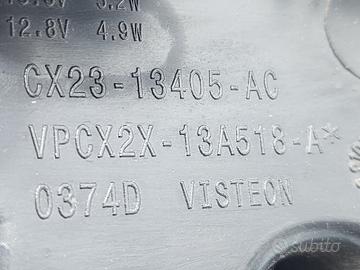 12.8V 4.9W
CX23-13405-AC
VPCX2X-13A518-A*
0374D VISTEON
subito